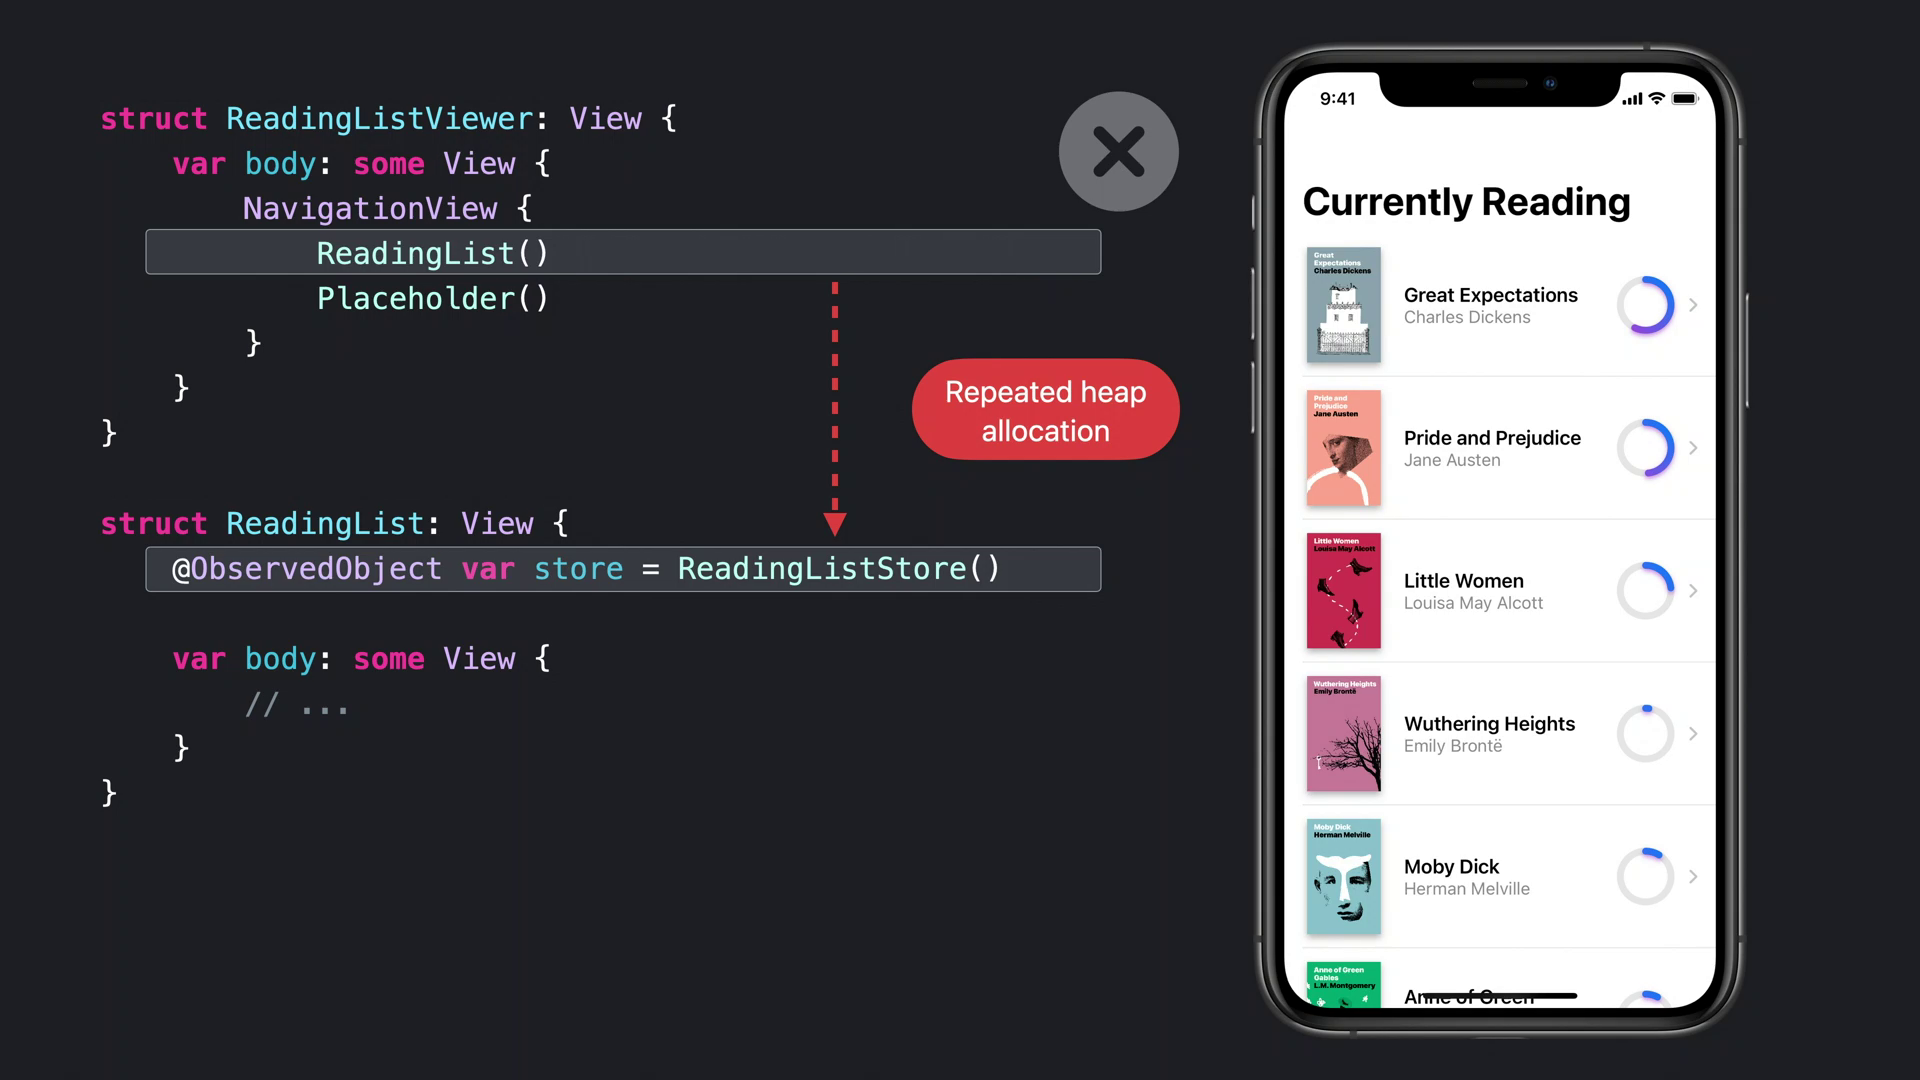 struct ReadingListViewer: View {
    var body: some View {
        NavigationView {
            ReadingList()
            Placeholder()
        }
    }
}
struct ReadingList: View {
    @ObservedObject var store = ReadingListStore()
    var body: some View {
        // ...
    }
}
Repeated heap
allocation
9:41
Currently Reading
Great
Expectations
Charles Dickens
Great Expectations
Charles Dickens
Pride and
Prejudice
Jane Austen
Pride and Prejudice
Jane Austen
Little Women
Louisa May Alcott
Little Women
Louisa May Alcott
Wuthering Heights
Emily Brontë
Wuthering Heights
Emily Brontë
Moby Dick
Herman Melville
Moby Dick
Herman Melville
Anne of Green
Gables
L.M. Montgomery
Anne of Green